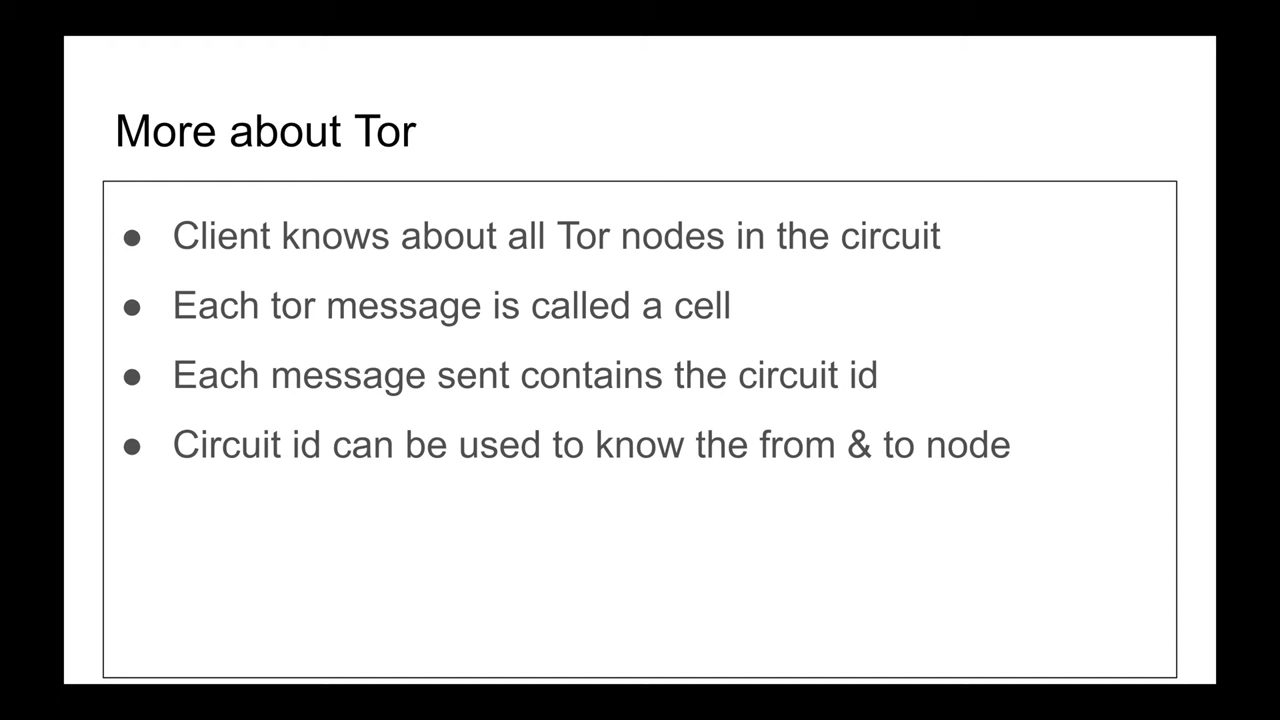 More about Tor
● Client knows about all Tor nodes in the circuit
● Each tor message is called a cell
● Each message sent contains the circuit id
● Circuit id can be used to know the from & to node